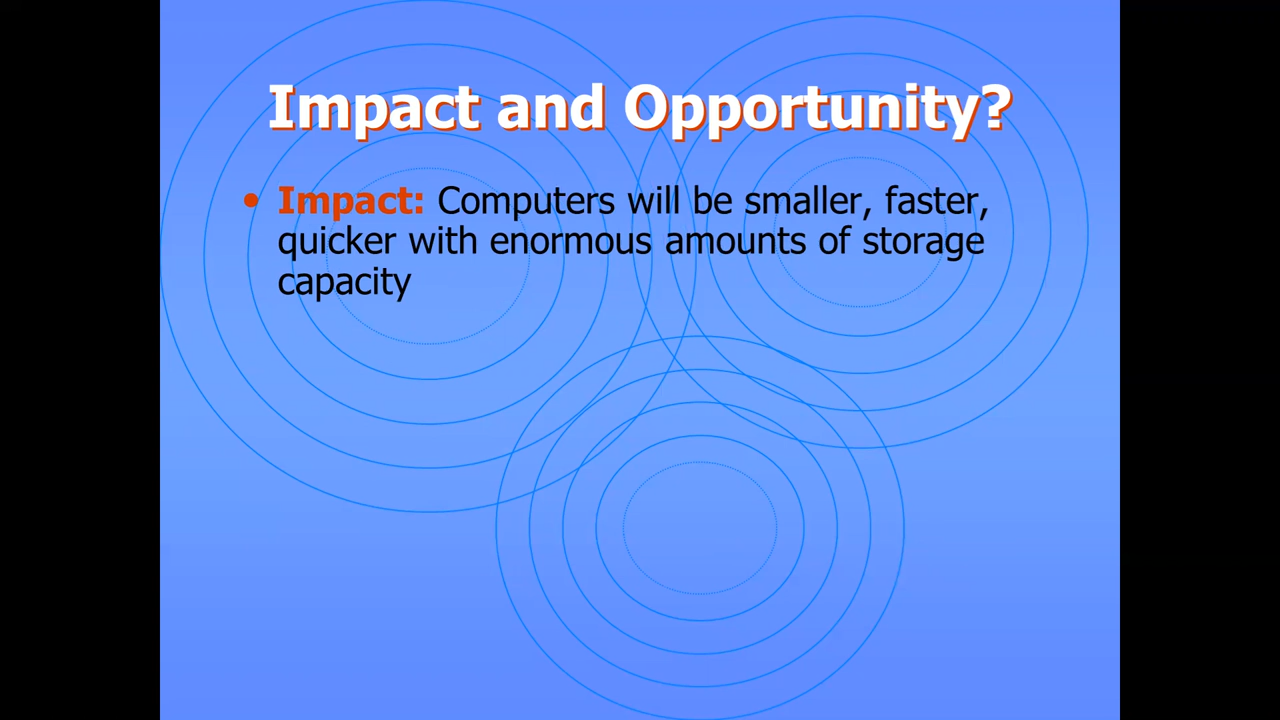 Impact and Opportunity?
• Impact: Computers will be smaller, faster,
quicker with enormous amounts of storage
capacity